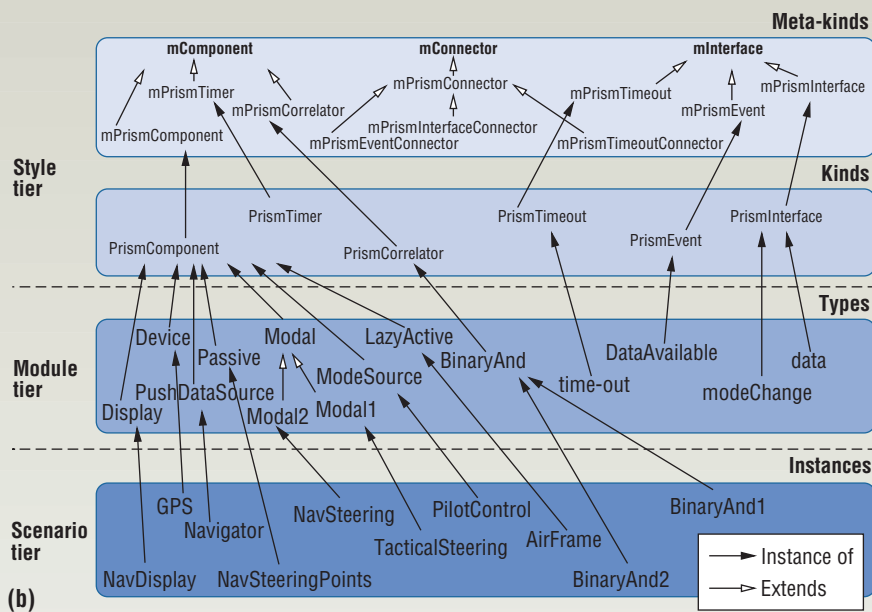 Meta-kinds
mComponent
mConnector
mInterface
mPrismTimer
mPrismConnector
mPrismTimeout
mPrismInterface
mPrismCorrelator
mPrismEvent
mPrismComponent
mPrismInterfaceConnector
mPrismEventConnector
mPrismTimeoutConnector
Style
tier
Kinds
PrismTimer
PrismTimeout
PrismInterface
PrismComponent
PrismCorrelator
PrismEvent
Types
Device
Modal
LazyActive
Passive
BinaryAnd
DataAvailable
data
Module
tier
ModeSource
time-out
PushDataSource
modeChange
Display
Modal2
Modal1
Instances
GPS
NavSteering
PilotControl
BinaryAnd1
Scenario
tier
Navigator
TacticalSteering
AirFrame
NavDisplay
NavSteeringPoints
BinaryAnd2
Instance of
Extends
(b)